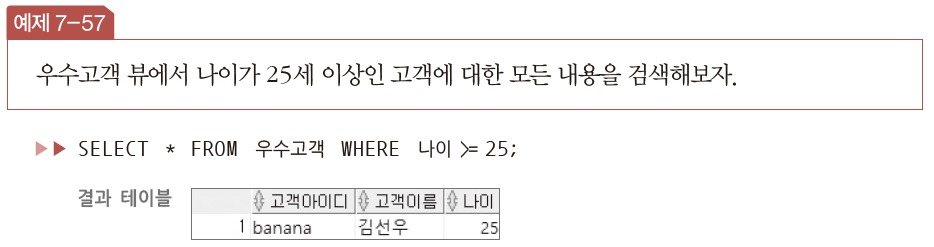 예제 7-57
우수고객 뷰에서 나이가 25세 이상인 고객에 대한 모든 내용을 검색해보자.
SELECT * FROM 우수고객 WHERE 나이 >= 25;
결과 테이블
고객아이디 고객이름 나이
1 banana 김선우 25